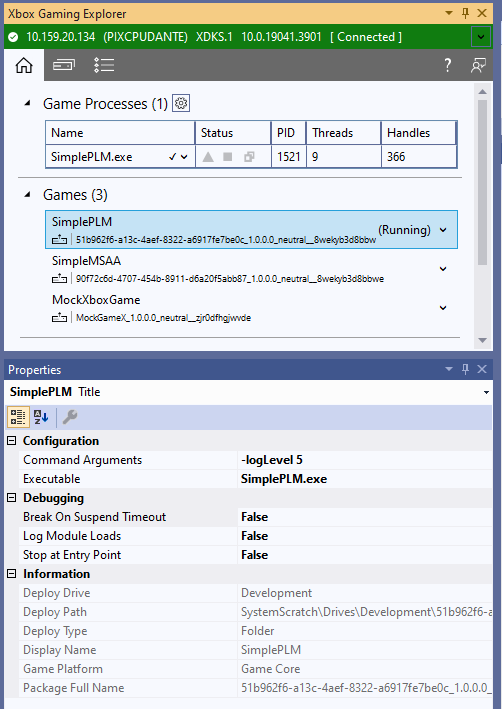 Xbox Gaming Explorer
10.159.20.134 (PIXCPUDANTE) XDKS.1 10.0.19041.3901 [ Connected ]
?
Game Processes (1)
Name Status PID Threads Handles
SimplePLM.exe 1521 9 366
Games (3)
SimplePLM (Running)
51b962f6-a13c-4aef-8322-a6917fe7be0c_1.0.0.0_neutral__8wekyb3d8bbw
SimpleMSAA
90f72c6d-4707-454b-8911-d6a20f5abb87_1.0.0.0_neutral__8wekyb3d8bbwe
MockXboxGame
MockGameX_1.0.0.0_neutral__zjr0dfhgjwvde
Properties
SimplePLM Title
A
Z
Configuration
Command Arguments -logLevel 5
Executable SimplePLM.exe
Debugging
Break On Suspend Timeout False
Log Module Loads False
Stop at Entry Point False
Information
Deploy Drive Development
Deploy Path SystemScratch\Drives\Development\51b962f6-a
Deploy Type Folder
Display Name SimplePLM
Game Platform Game Core
Package Full Name 51b962f6-a13c-4aef-8322-a6917fe7be0c_1.0.0.0_